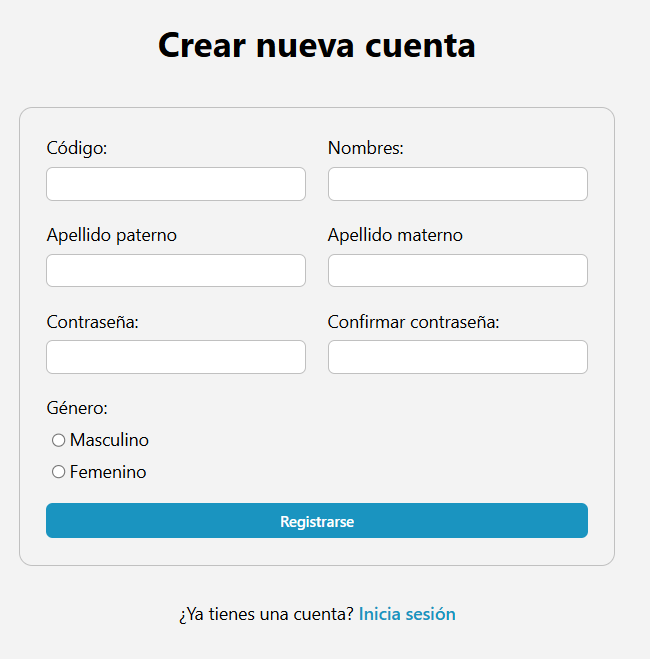 Crear nueva cuenta
Código:
Nombres:
Apellido paterno
Apellido materno
Contraseña:
Confirmar contraseña:
Género:
Masculino
Femenino
Registrarse
¿Ya tienes una cuenta? Inicia sesión